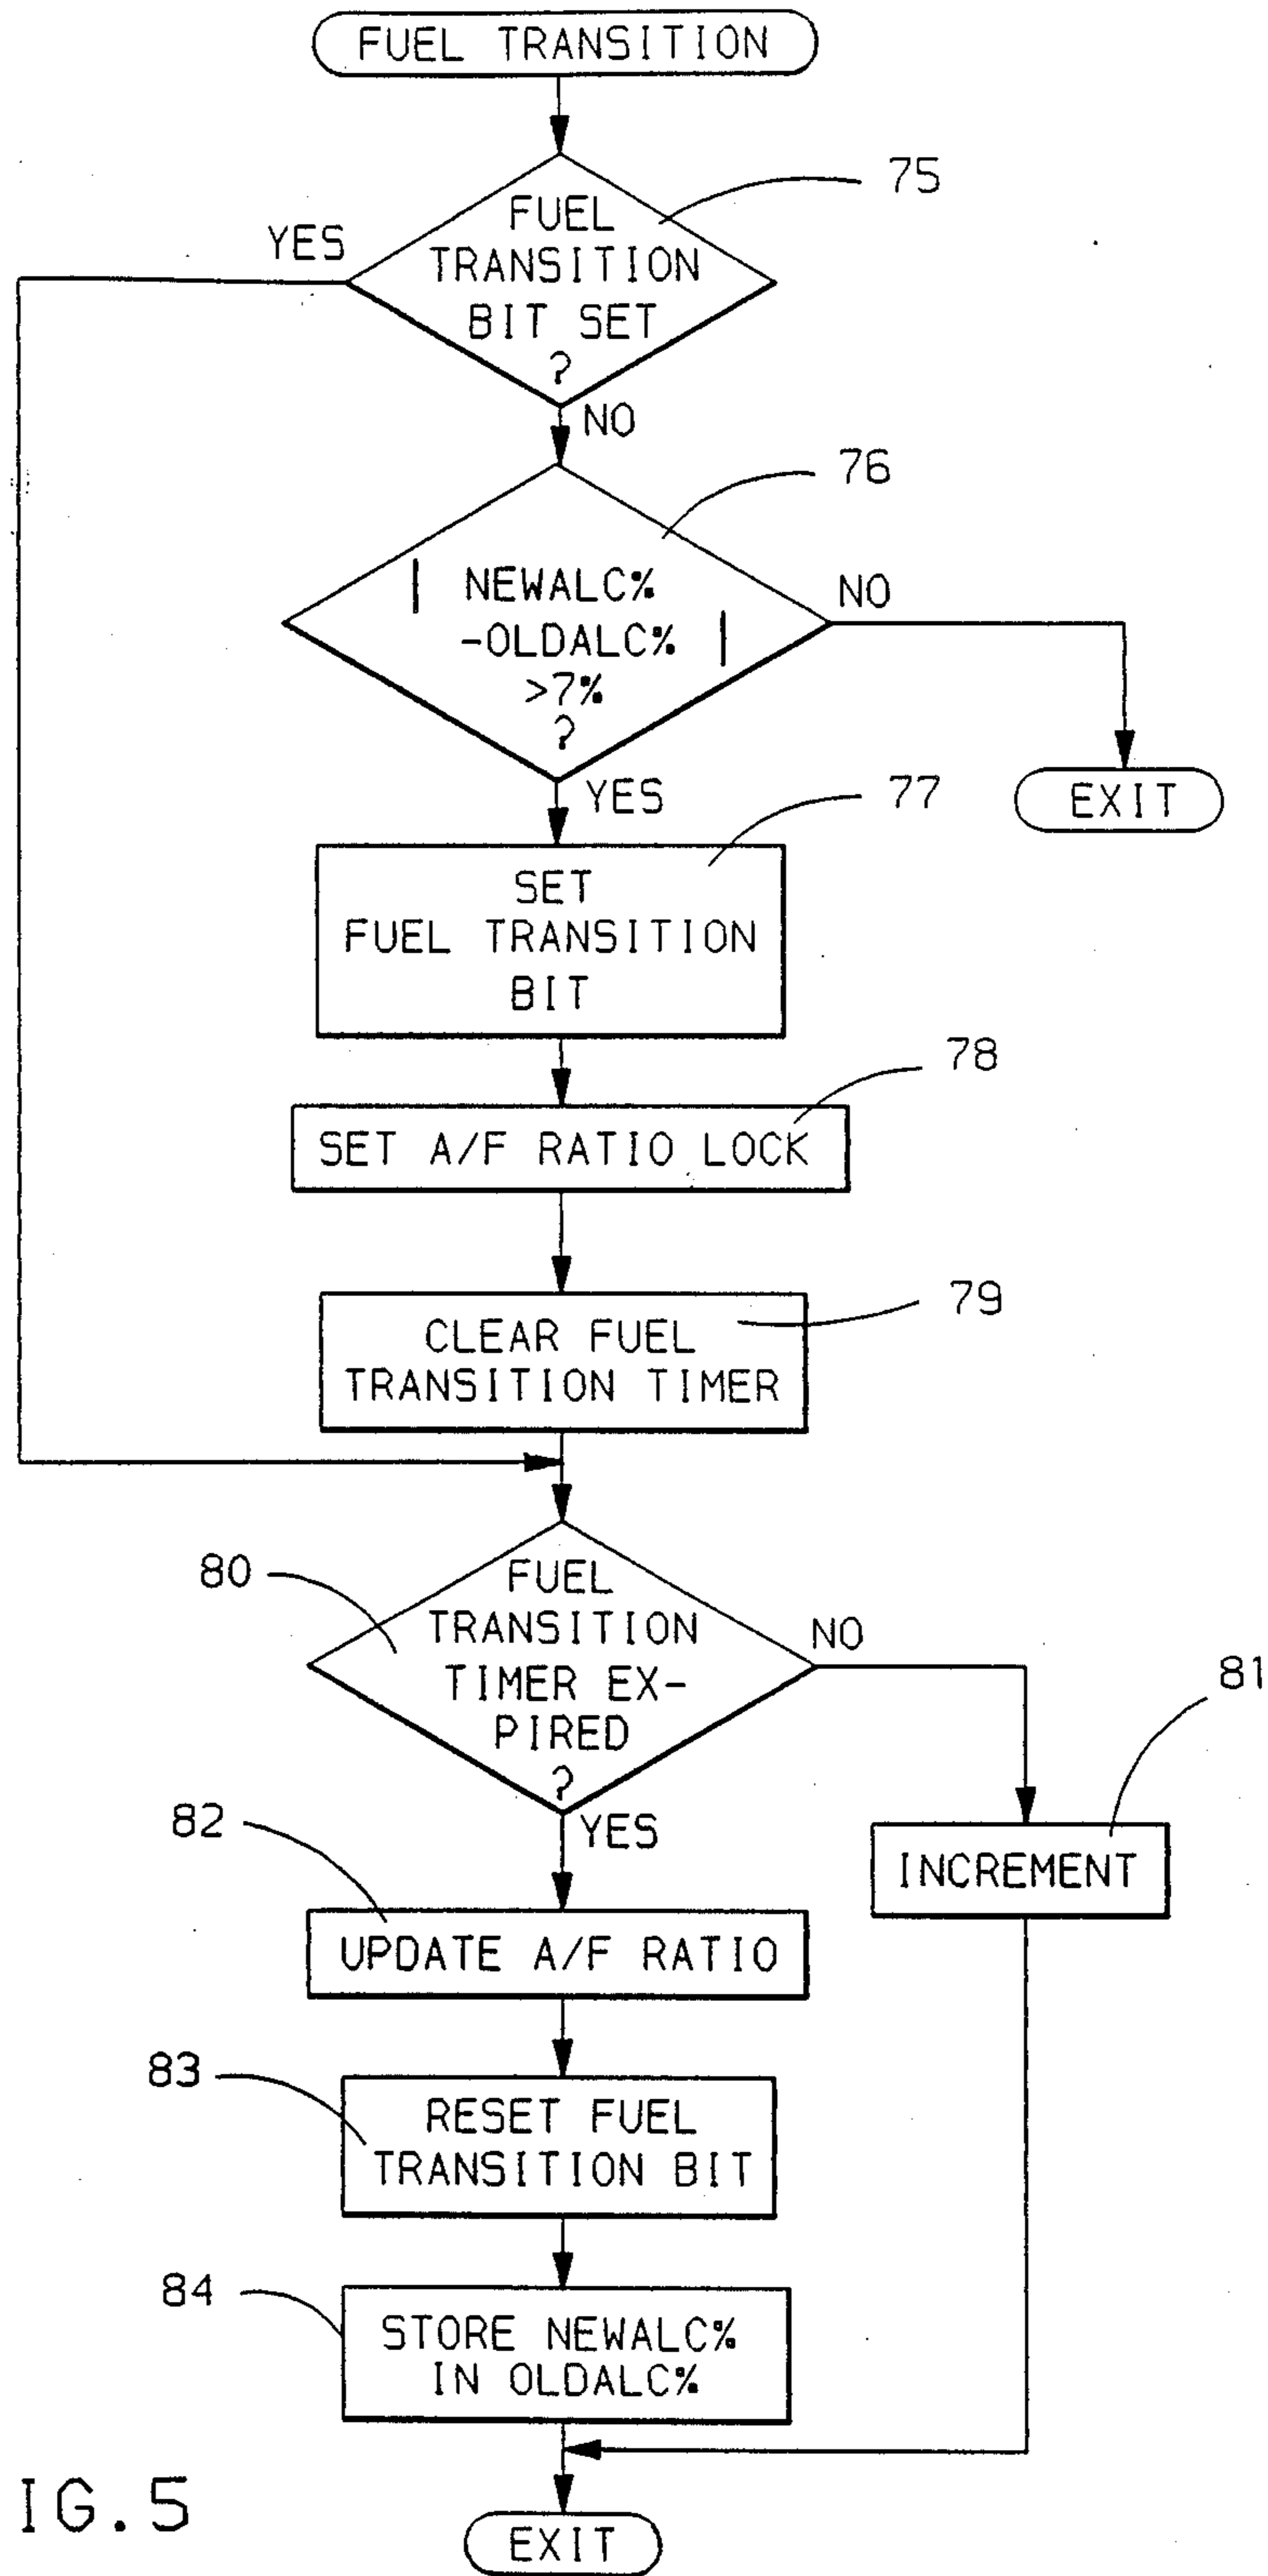 FUEL TRANSITION
75
FUEL
TRANSITION
BIT SET
?
YES
NO
76
| NEWALC%
-OLDALC% |
>7%
?
NO
EXIT
YES
77
SET
FUEL TRANSITION
BIT
78
SET A/F RATIO LOCK
79
CLEAR FUEL
TRANSITION TIMER
80
FUEL
TRANSITION
TIMER EX-
PIRED
?
NO
81
INCREMENT
YES
82
UPDATE A/F RATIO
83
RESET FUEL
TRANSITION BIT
84
STORE NEWALC%
IN OLDALC%
EXIT
IG.5